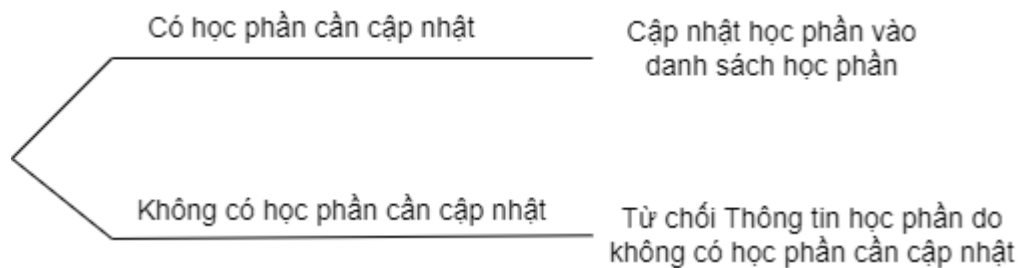 Có học phần cần cập nhật
Cập nhật học phần vào
danh sách học phần
Không có học phần cần cập nhật
Từ chối Thông tin học phần do
không có học phần cần cập nhật